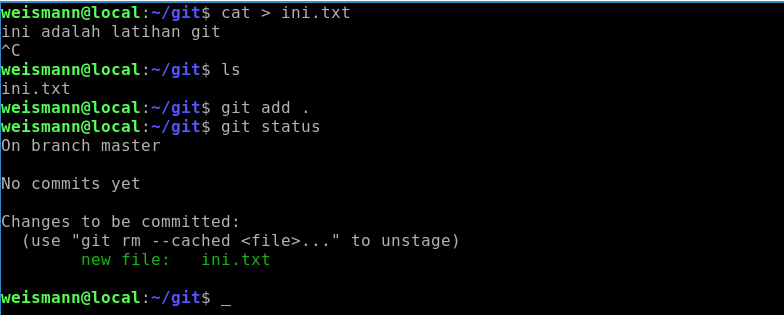 weismann@local:~/git$ cat > ini.txt
ini adalah latihan git
^C
weismann@local:~/git$ ls
ini.txt
weismann@local:~/git$ git add .
weismann@local:~/git$ git status
On branch master

No commits yet

Changes to be committed:
  (use "git rm --cached <file>..." to unstage)
        new file:   ini.txt

weismann@local:~/git$ _